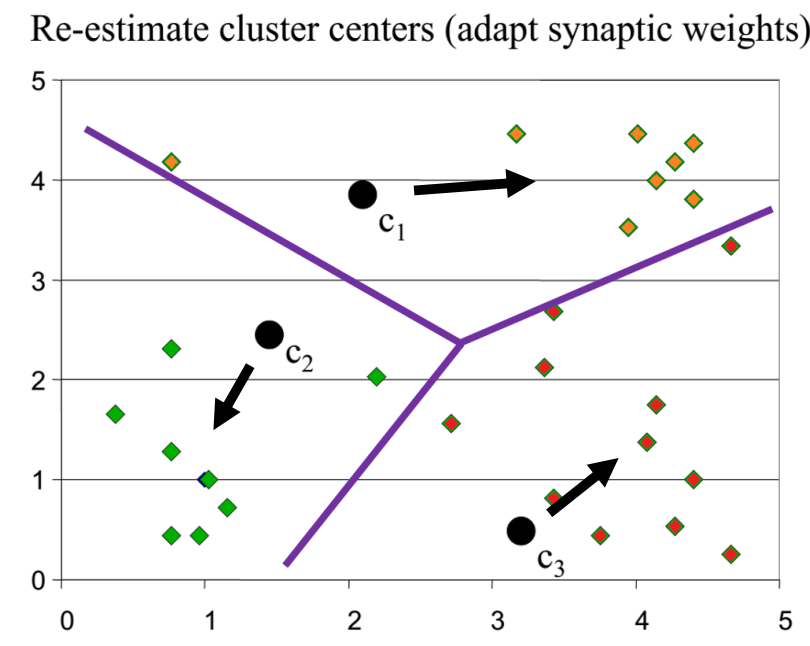 Re-estimate cluster centers (adapt synaptic weights)
5
4
c₁
3
c₂
2
1
c₃
0
0 1 2 3 4 5